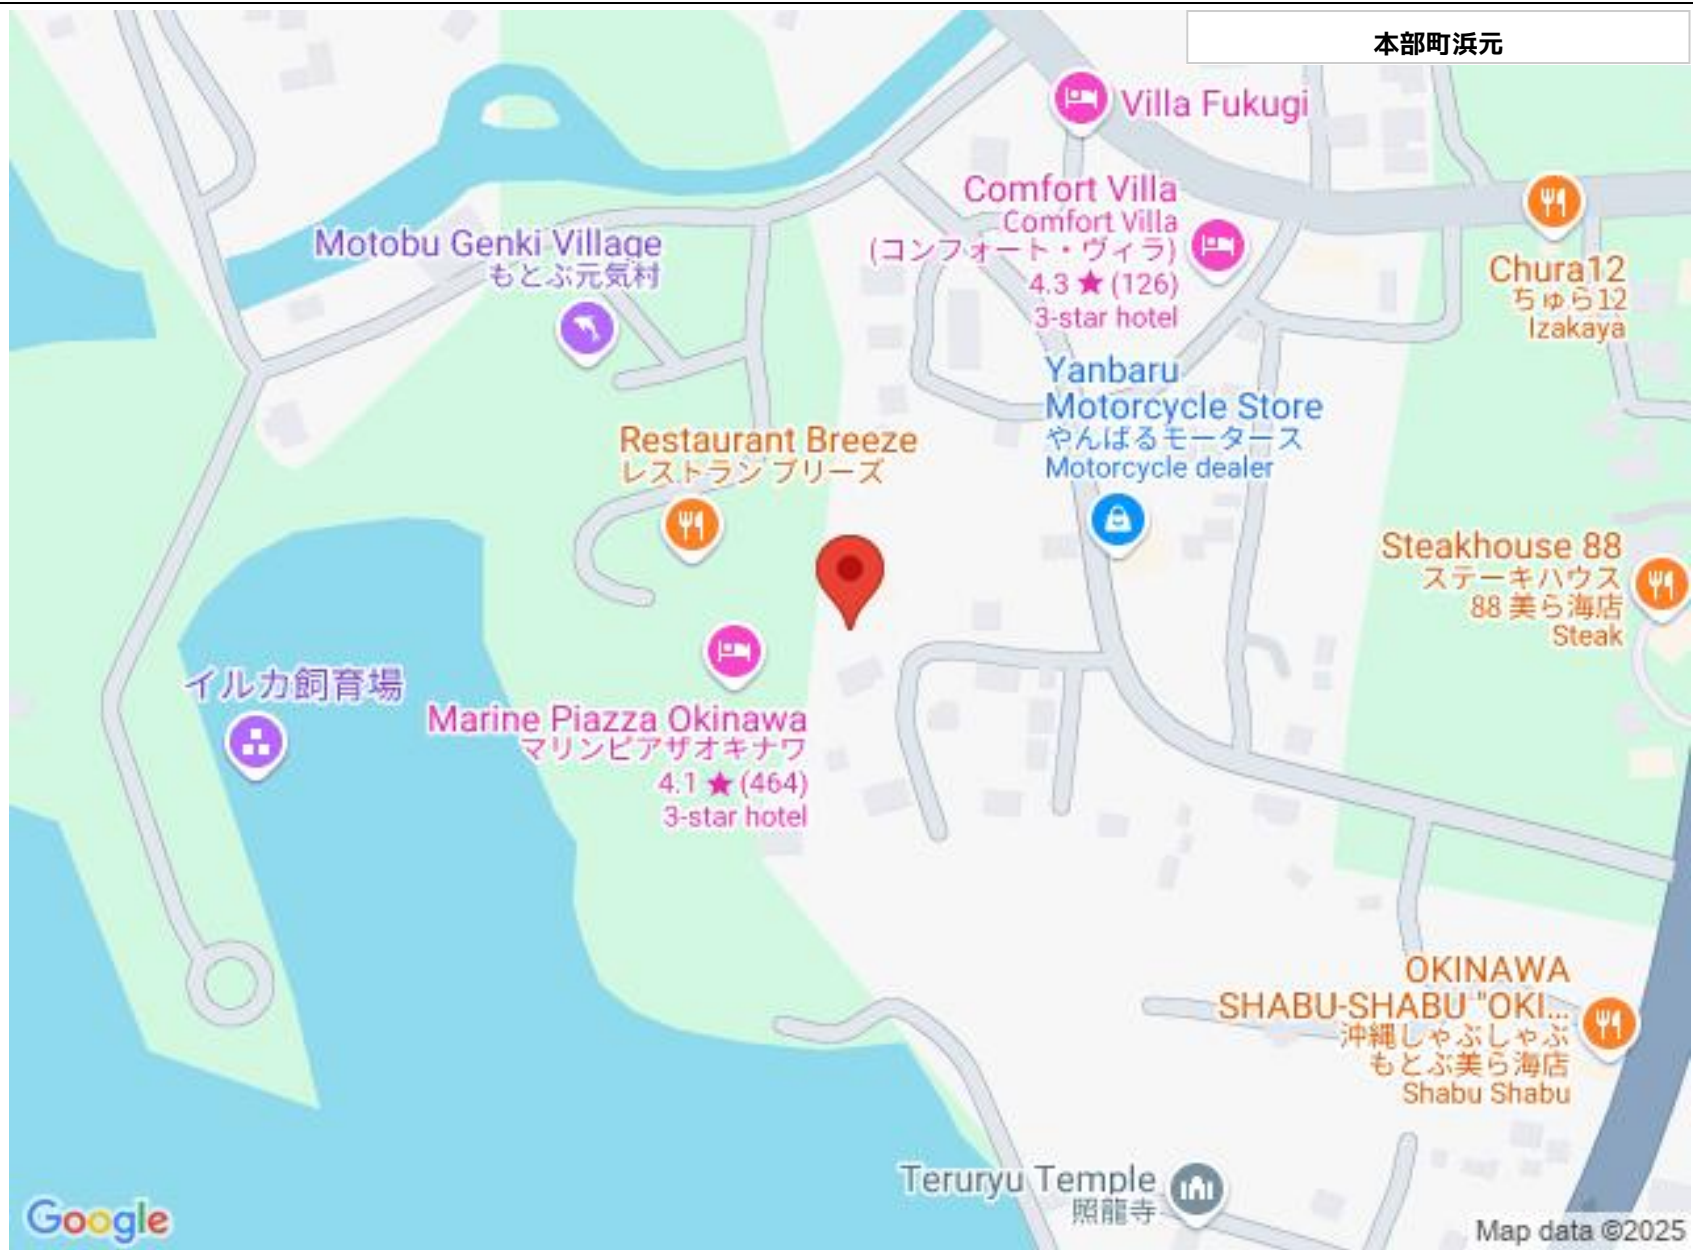 本部町浜元
Villa Fukugi
Comfort Villa
Comfort Villa
(コンフォート・ヴィラ)
4.3 ★ (126)
3-star hotel
Chura12
ちゅら12
Izakaya
Motobu Genki Village
もとぶ元気村
Yanbaru
Motorcycle Store
やんばるモータース
Motorcycle dealer
Restaurant Breeze
レストラン ブリーズ
Steakhouse 88
ステーキハウス
88 美ら海店
Steak
イルカ飼育場
Marine Piazza Okinawa
マリンピアザオキナワ
4.1 ★ (464)
3-star hotel
OKINAWA
SHABU-SHABU "OKI...
沖縄しゃぶしゃぶ
もとぶ美ら海店
Shabu Shabu
Teruryu Temple
照龍寺
Google
Map data ©2025